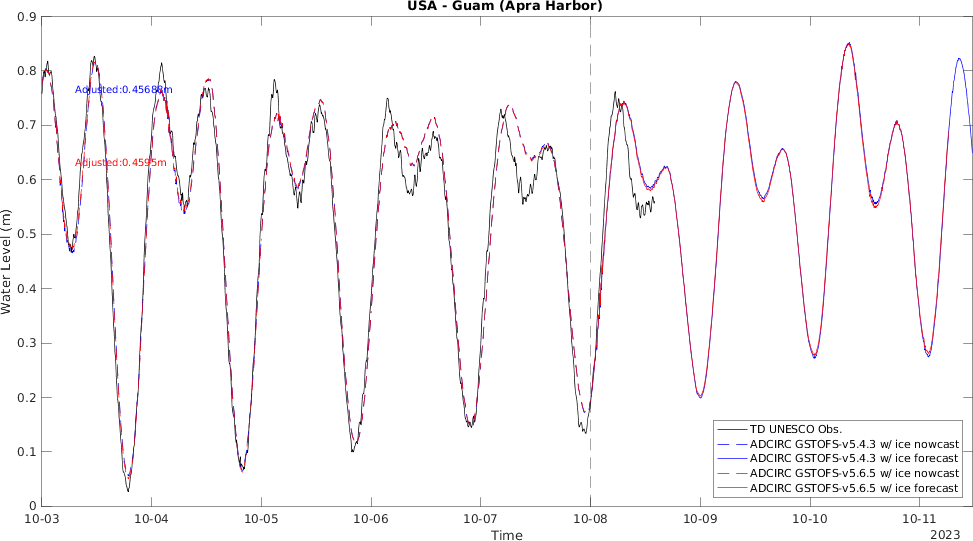 USA - Guam (Apra Harbor)
0.9
0.8
0.7
0.6
0.5
0.4
0.3
0.2
0.1
0
Water Level (m)
Adjusted:0.45688m
Adjusted:0.4595m
TD UNESCO Obs.
ADCIRC GSTOFS-v5.4.3 w/ ice nowcast
ADCIRC GSTOFS-v5.4.3 w/ ice forecast
ADCIRC GSTOFS-v5.6.5 w/ ice nowcast
ADCIRC GSTOFS-v5.6.5 w/ ice forecast
10-03 10-04 10-05 10-06 10-07 10-08 10-09 10-10 10-11
Time
2023